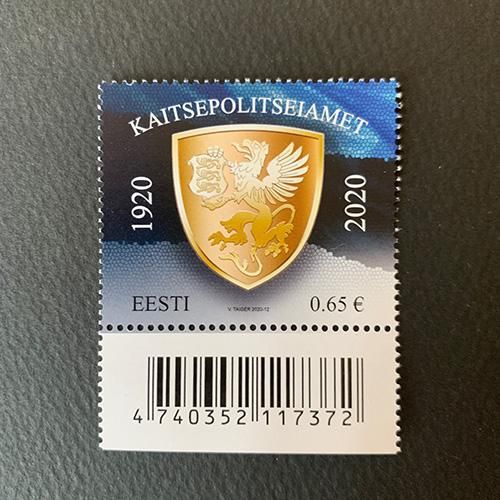 KAITSEPOLITSEIAMET
1920
2020
EESTI
V. TAIGER 2020-12
0.65 €
4 740352 117372